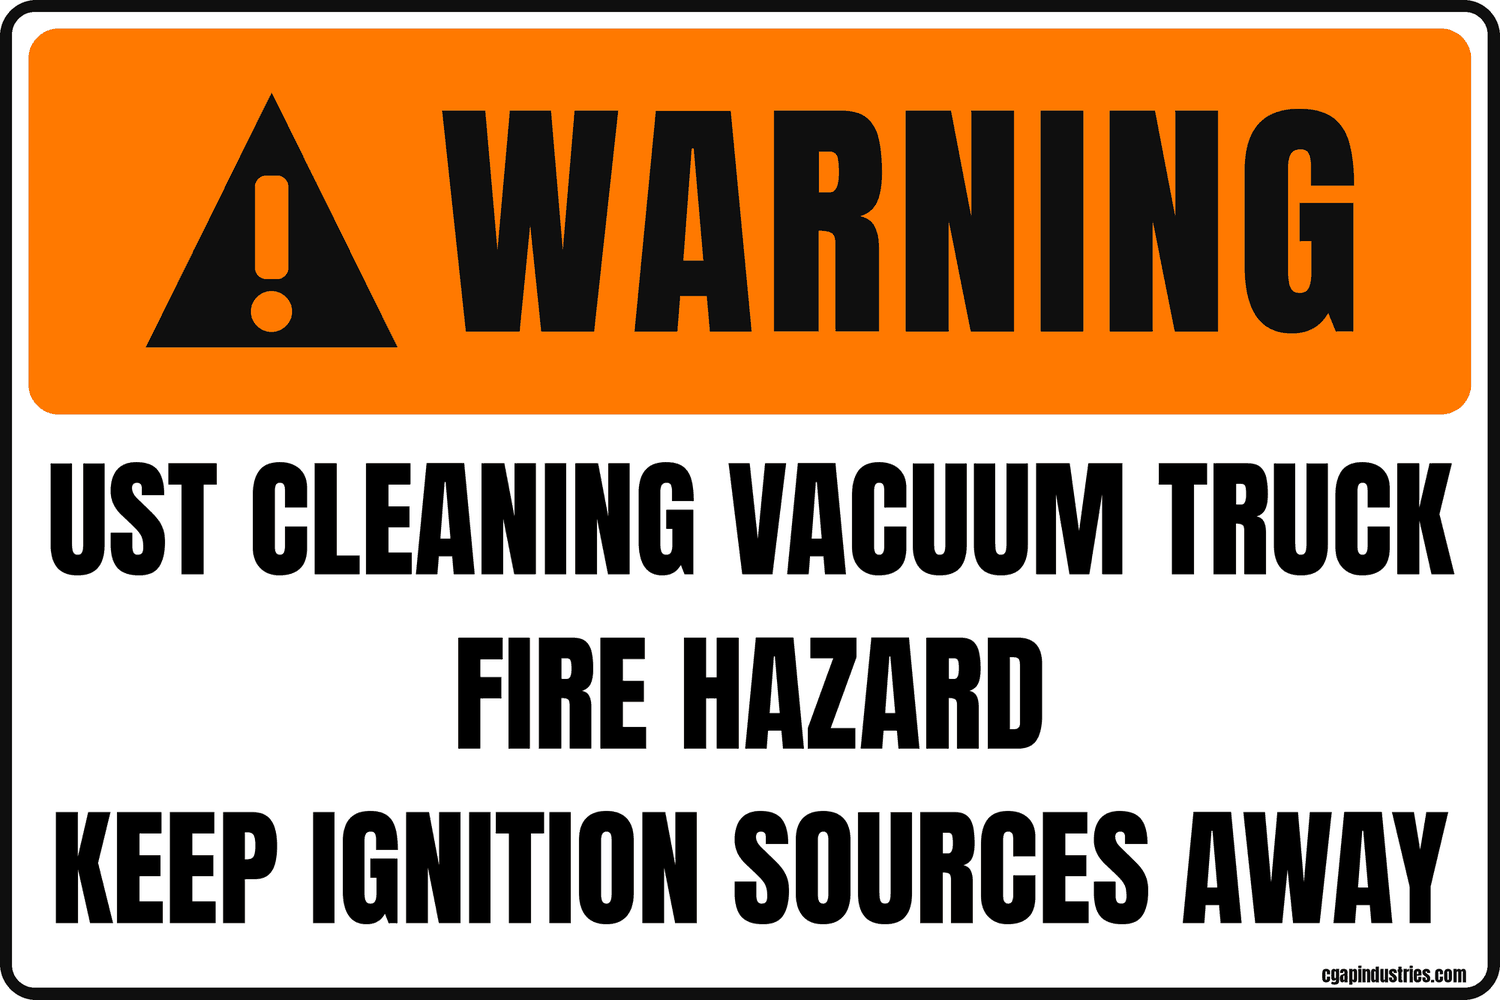 WARNING
UST CLEANING VACUUM TRUCK
FIRE HAZARD
KEEP IGNITION SOURCES AWAY
cgapindustries.com